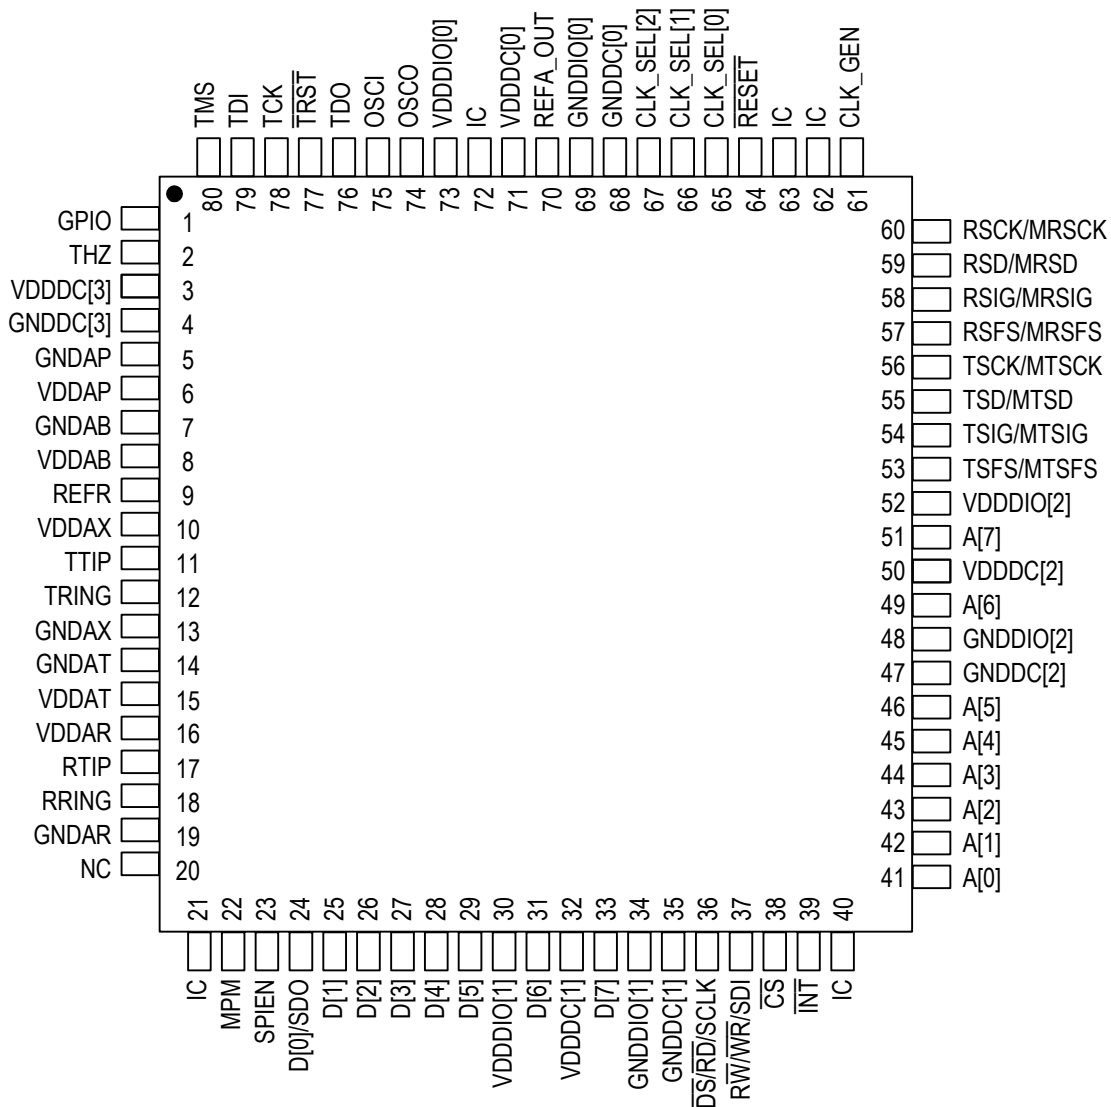 TMS
TDI
TCK
T̅R̅S̅T̅
TDO
OSCI
OSCO
VDDDIO[0]
IC
VDDDC[0]
REFA_OUT
GNDDIO[0]
GNDDC[0]
CLK_SEL[2]
CLK_SEL[1]
CLK_SEL[0]
R̅E̅S̅E̅T̅
IC
IC
CLK_GEN
80
79
78
77
76
75
74
73
72
71
70
69
68
67
66
65
64
63
62
61
GPIO 1
THZ 2
VDDDC[3] 3
GNDDC[3] 4
GNDAP 5
VDDAP 6
GNDAB 7
VDDAB 8
REFR 9
VDDAX 10
TTIP 11
TRING 12
GNDAX 13
GNDAT 14
VDDAT 15
VDDAR 16
RTIP 17
RRING 18
GNDAR 19
NC 20
60 RSCK/MRSCK
59 RSD/MRSD
58 RSIG/MRSIG
57 RSFS/MRSFS
56 TSCK/MTSCK
55 TSD/MTSD
54 TSIG/MTSIG
53 TSFS/MTSFS
52 VDDDIO[2]
51 A[7]
50 VDDDC[2]
49 A[6]
48 GNDDIO[2]
47 GNDDC[2]
46 A[5]
45 A[4]
44 A[3]
43 A[2]
42 A[1]
41 A[0]
21
22
23
24
25
26
27
28
29
30
31
32
33
34
35
36
37
38
39
40
IC
MPM
SPIEN
D[0]/SDO
D[1]
D[2]
D[3]
D[4]
D[5]
VDDDIO[1]
D[6]
VDDDC[1]
D[7]
GNDDIO[1]
GNDDC[1]
D̅S̅/R̅D̅/SCLK
RW̅/W̅R̅/SDI
C̅S̅
I̅N̅T̅
IC